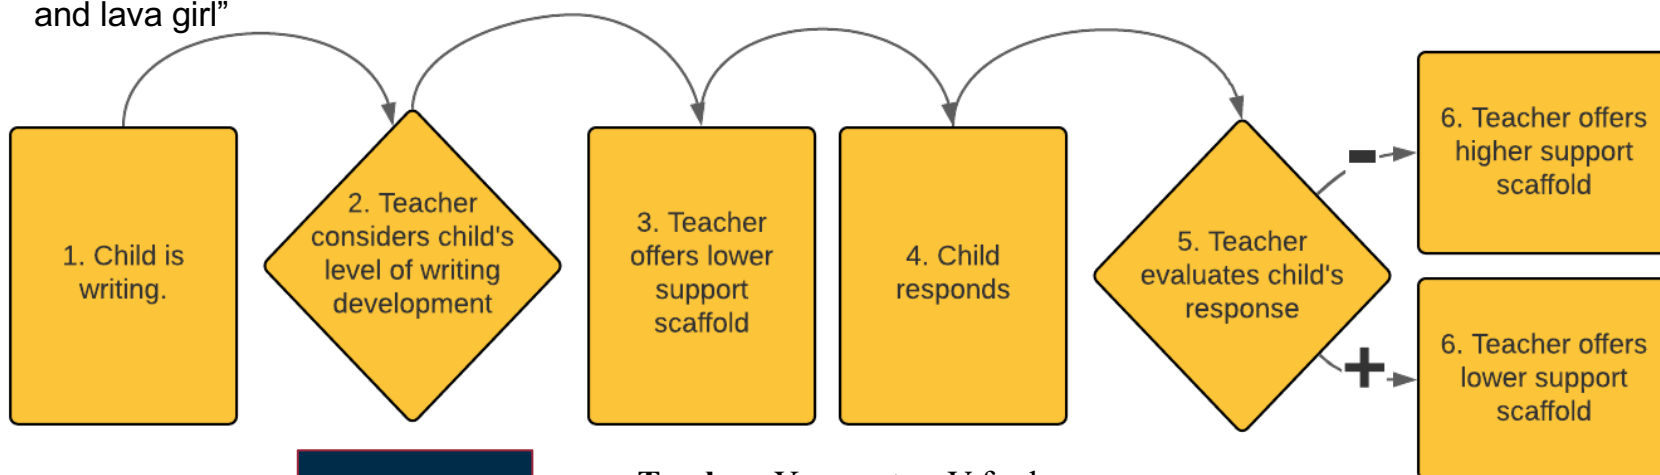 and lava girl”
1. Child is
writing.
2. Teacher
considers child's
level of writing
development
3. Teacher
offers lower
support
scaffold
4. Child
responds
5. Teacher
evaluates child's
response
-
6. Teacher offers
higher support
scaffold
+
6. Teacher offers
lower support
scaffold